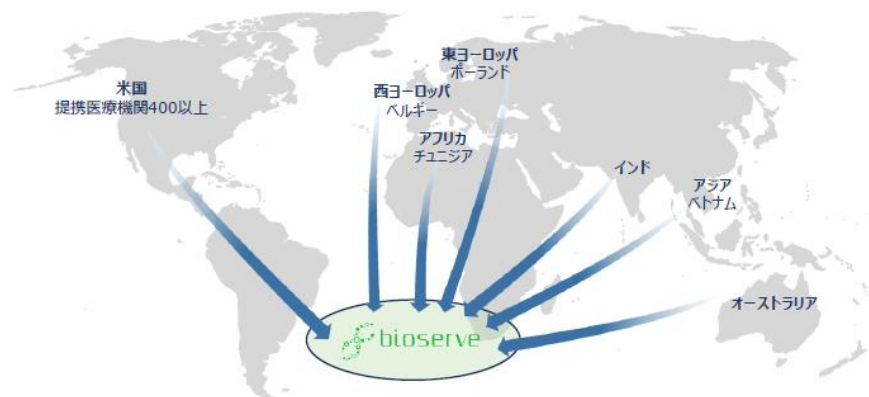 東ヨーロッパ
ポーランド
米国
提携医療機関400以上
西ヨーロッパ
ベルギー
アフリカ
チュニジア
インド
アジア
ベトナム
オーストラリア
bioserve